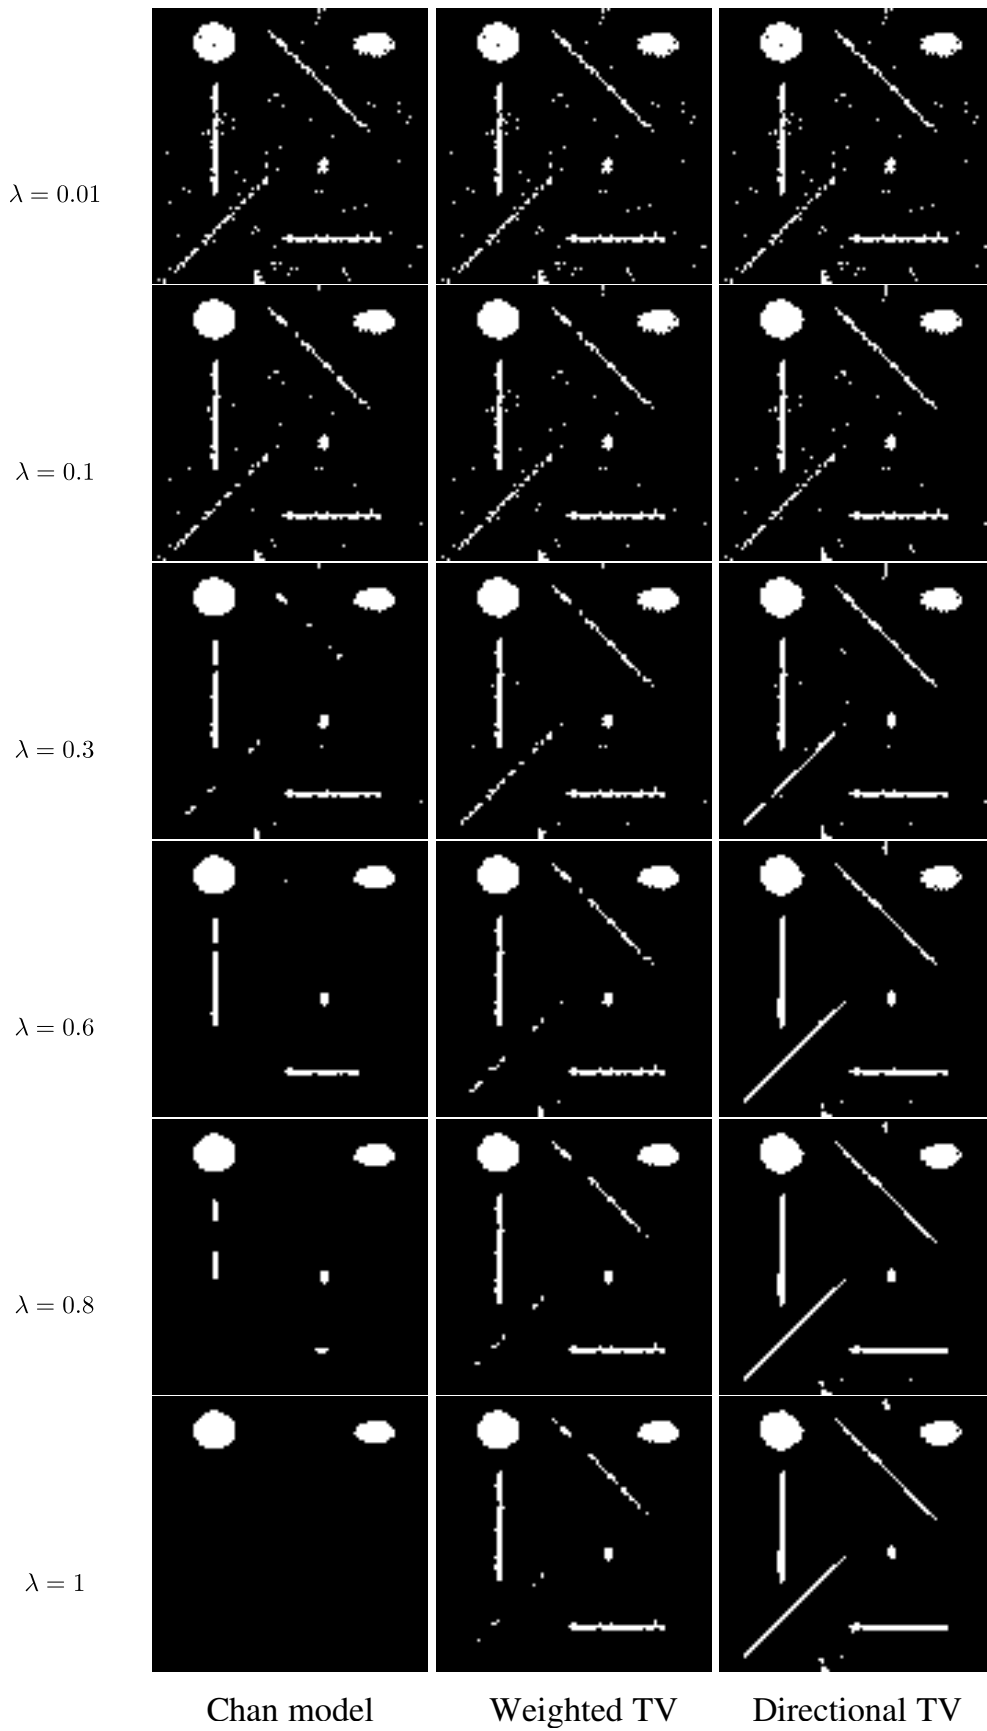 λ = 0.01
λ = 0.1
λ = 0.3
λ = 0.6
λ = 0.8
λ = 1
Chan model Weighted TV Directional TV